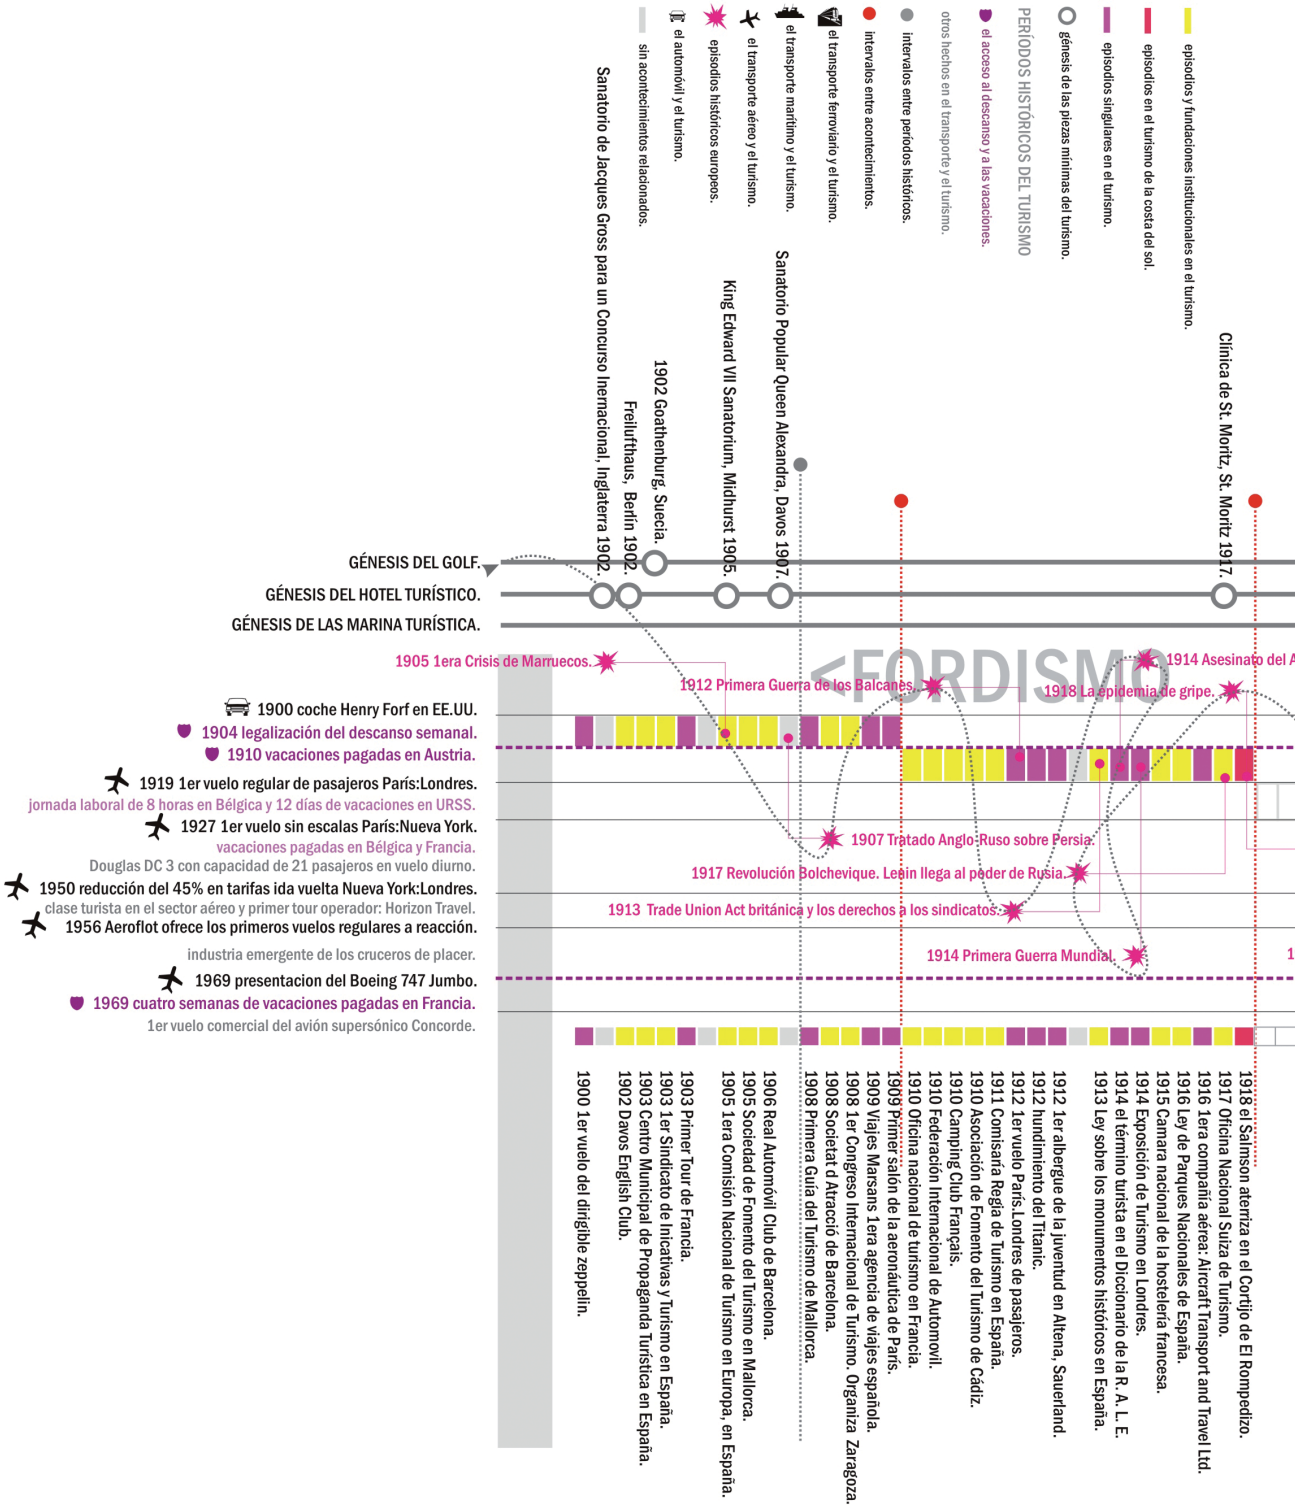 episodios y fundaciones institucionales en el turismo.
episodios en el turismo de la costa del sol.
episodios singulares en el turismo.
génesis de las piezas mínimas del turismo.
PERÍODOS HISTÓRICOS DEL TURISMO
el acceso al descanso y a las vacaciones.
otros hechos en el transporte y el turismo.
intervalos entre períodos históricos.
intervalos entre acontecimientos.
el transporte ferroviario y el turismo.
el transporte marítimo y el turismo.
el transporte aéreo y el turismo.
episodios históricos europeos.
el automóvil y el turismo.
sin acontecimientos relacionados.
Sanatorio de Jacques Gross para un Concurso Inernacional, Inglaterra 1902.
Freilufthaus, Berlín 1902.
1902 Goathenburg, Suecia.
King Edward VII Sanatorium, Midhurst 1905.
Sanatorio Popular Queen Alexandra, Davos 1907.
Clínica de St. Moritz, St. Moritz 1917.
GÉNESIS DEL GOLF.
GÉNESIS DEL HOTEL TURÍSTICO.
GÉNESIS DE LAS MARINA TURÍSTICA.
<FORDISMO
1905 1era Crisis de Marruecos.
1914 Asesinato del A
1912 Primera Guerra de los Balcanes.
1918 La epidemia de gripe.
1900 coche Henry Forf en EE.UU.
1904 legalización del descanso semanal.
1910 vacaciones pagadas en Austria.
1919 1er vuelo regular de pasajeros París:Londres.
jornada laboral de 8 horas en Bélgica y 12 días de vacaciones en URSS.
1927 1er vuelo sin escalas París:Nueva York.
vacaciones pagadas en Bélgica y Francia.
1907 Tratado Anglo-Ruso sobre Persia.
Douglas DC 3 con capacidad de 21 pasajeros en vuelo diurno.
1917 Revolución Bolchevique. Lenin llega al poder de Rusia.
1950 reducción del 45% en tarifas ida vuelta Nueva York:Londres.
clase turista en el sector aéreo y primer tour operador: Horizon Travel.
1913 Trade Union Act británica y los derechos a los sindicatos.
1956 Aeroflot ofrece los primeros vuelos regulares a reacción.
industria emergente de los cruceros de placer.
1914 Primera Guerra Mundial.
1
1969 presentacion del Boeing 747 Jumbo.
1969 cuatro semanas de vacaciones pagadas en Francia.
1er vuelo comercial del avión supersónico Concorde.
1900 1er vuelo del dirigible zeppelin.
1902 Davos English Club.
1903 Centro Municipal de Propaganda Turística en España.
1903 1er Sindicato de Inicativas y Turismo en España.
1903 Primer Tour de Francia.
1905 1era Comisión Nacional de Turismo en Europa, en España.
1905 Sociedad de Fomento del Turismo en Mallorca.
1906 Real Automóvil Club de Barcelona.
1908 Primera Guía del Turismo de Mallorca.
1908 Societat d Atracció de Barcelona.
1908 1er Congreso Internacional de Turismo. Organiza Zaragoza.
1909 Viajes Marsans 1era agencia de viajes española.
1909 Primer salón de la aeronáutica de París.
1910 Oficina nacional de turismo en Francia.
1910 Federación Internacional de Automovil.
1910 Camping Club Français.
1910 Asociación de Fomento del Turismo de Cádiz.
1911 Comisaría Regia de Turismo en España.
1912 1er vuelo París.Londres de pasajeros.
1912 hundimiento del Titanic.
1912 1er albergue de la juventud en Altena, Sauerland.
1913 Ley sobre los monumentos históricos en España.
1914 el término turista en el Diccionario de la R. A. L. E.
1914 Exposición de Turismo en Londres.
1915 Camara nacional de la hostelería francesa.
1916 Ley de Parques Nacionales de España.
1916 1era compañía aérea: Aircraft Transport and Travel Ltd.
1917 Oficina Nacional Suiza de Turismo.
1918 el Salmson aterriza en el Cortijo de El Rompedizo.